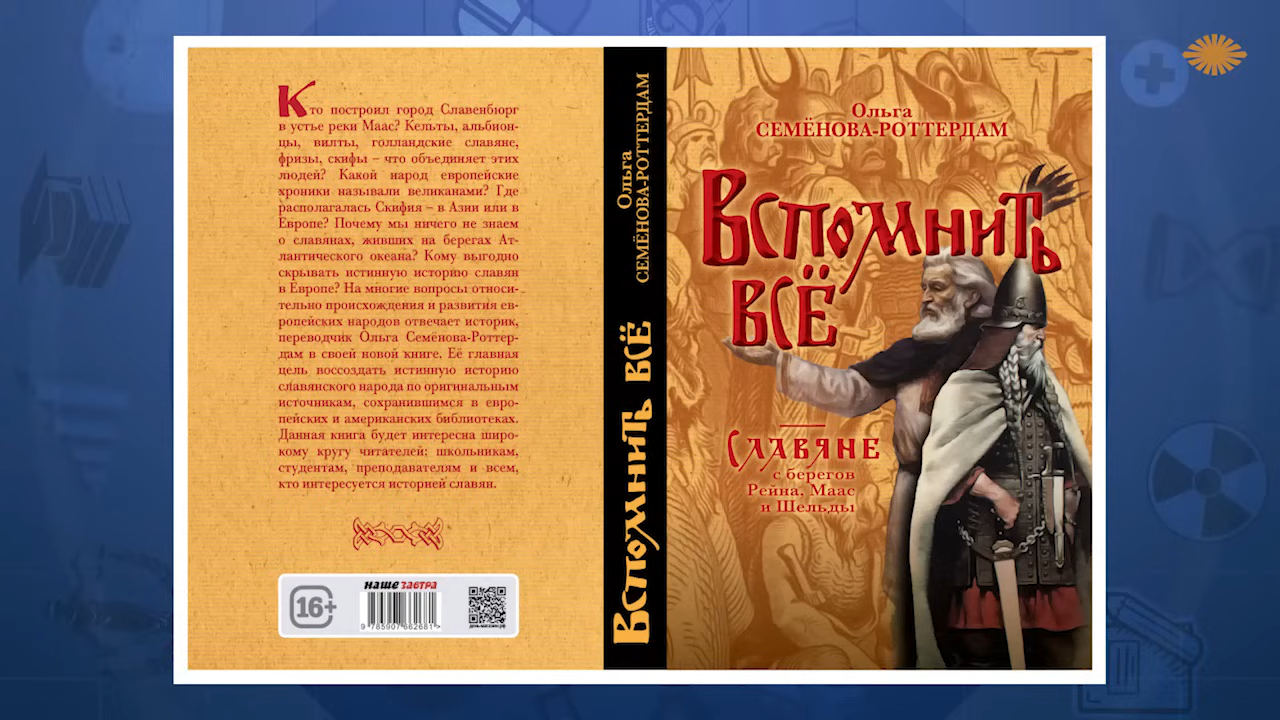 Кто построил город Славенбюрг
в устье реки Маас? Кельты, альбион-
цы, вилты, голландские славяне,
фризы, скифы – что объединяет этих
людей? Какой народ европейские
хроники называли великанами? Где
располагалась Скифия – в Азии или в
Европе? Почему мы ничего не знаем
о славянах, живших на берегах Ат-
лантического океана? Кому выгодно
скрывать истинную историю славян
в Европе? На многие вопросы относи-
тельно происхождения и развития ев-
ропейских народов отвечает историк,
переводчик Ольга Семёнова-Роттер-
дам в своей новой книге. Её главная
цель воссоздать истинную историю
славянского народа по оригинальным
источникам, сохранившимся в евро-
пейских и американских библиотеках.
Данная книга будет интересна широ-
кому кругу читателей: школьникам,
студентам, преподавателям и всем,
кто интересуется историей славян.
16+
наше завтра
9 785907 662681 >
Ольга
СЕМЁНОВА-РОТТЕРДАМ
Вспомнить всё
Ольга
СЕМЁНОВА-РОТТЕРДАМ
Вспомнить
всё
Славяне
с берегов
Рейна, Маас
и Шельды